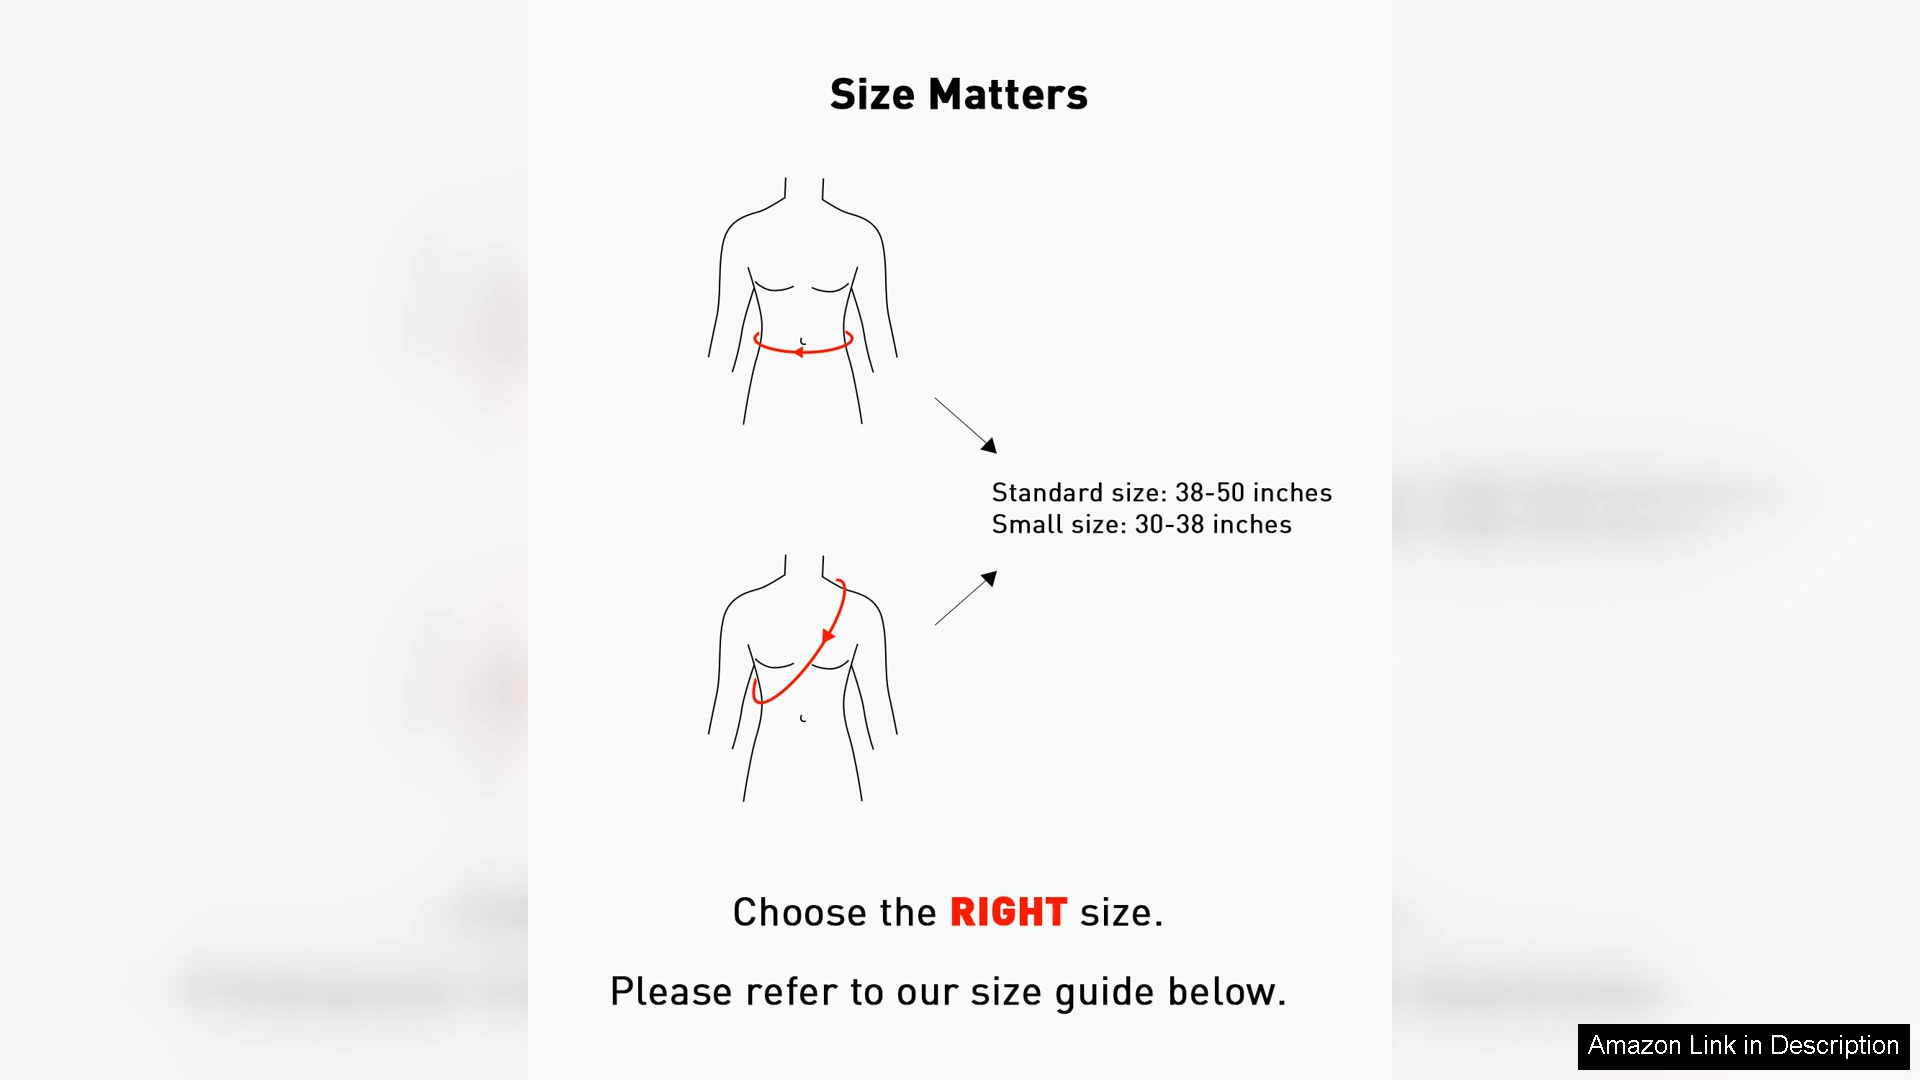 Size Matters
Standard size: 38-50 inches
Small size: 30-38 inches
Choose the RIGHT size.
Please refer to our size guide below.
Amazon Link in Description